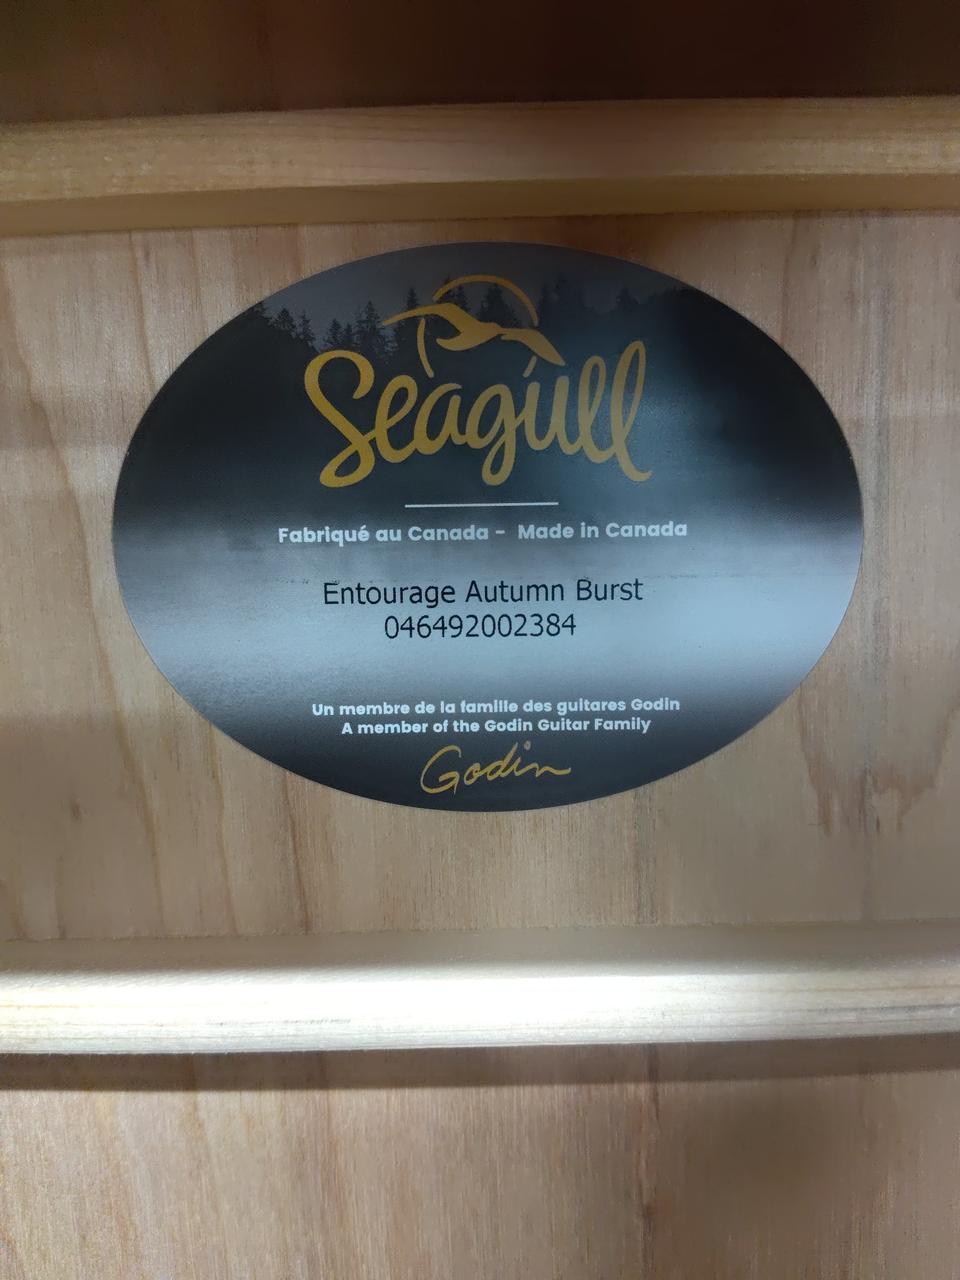 Seagull
Fabriqué au Canada - Made in Canada
Entourage Autumn Burst
046492002384
Un membre de la famille des guitares Godin
A member of the Godin Guitar Family
Godin